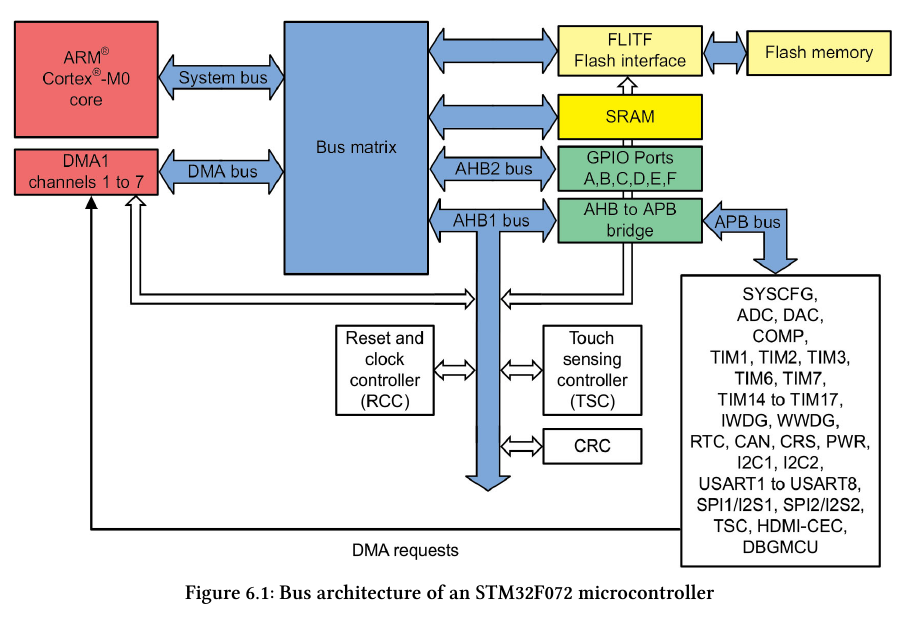 ARM®
Cortex®-M0
core
System bus
Bus matrix
FLITF
Flash interface
Flash memory
SRAM
DMA1
channels 1 to 7
DMA bus
AHB2 bus
GPIO Ports
A,B,C,D,E,F
AHB1 bus
AHB to APB
bridge
APB bus
Reset and
clock
controller
(RCC)
Touch
sensing
controller
(TSC)
CRC
SYSCFG,
ADC, DAC,
COMP,
TIM1, TIM2, TIM3,
TIM6, TIM7,
TIM14 to TIM17,
IWDG, WWDG,
RTC, CAN, CRS, PWR,
I2C1, I2C2,
USART1 to USART8,
SPI1/I2S1, SPI2/I2S2,
TSC, HDMI-CEC,
DBGMCU
DMA requests
Figure 6.1: Bus architecture of an STM32F072 microcontroller